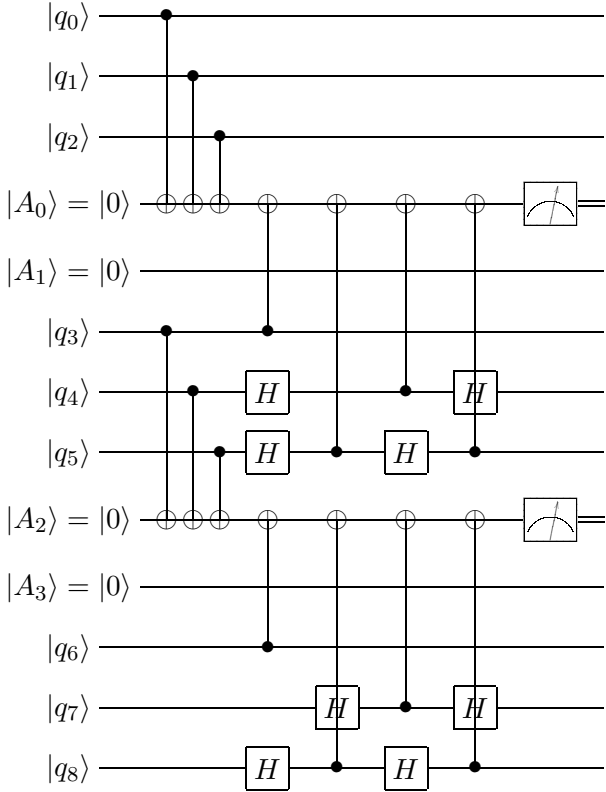 |q₀⟩
|q₁⟩
|q₂⟩
|A₀⟩ = |0⟩
|A₁⟩ = |0⟩
|q₃⟩
|q₄⟩ H H
|q₅⟩ H H
|A₂⟩ = |0⟩
|A₃⟩ = |0⟩
|q₆⟩
|q₇⟩ H H
|q₈⟩ H H